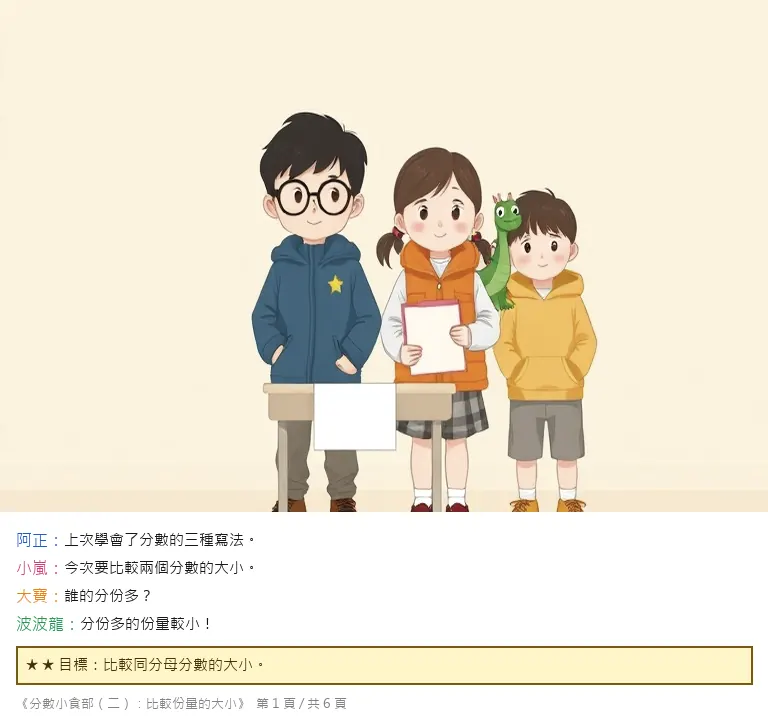 阿正：上次學會了分數的三種寫法。
小嵐：今次要比較兩個分數的大小。
大寶：誰的分份多？
波波龍：分份多的份量較小！
★★目標：比較同分母分數的大小。
《分數小食部（二）：比較份量的大小》 第 1 頁 / 共 6 頁